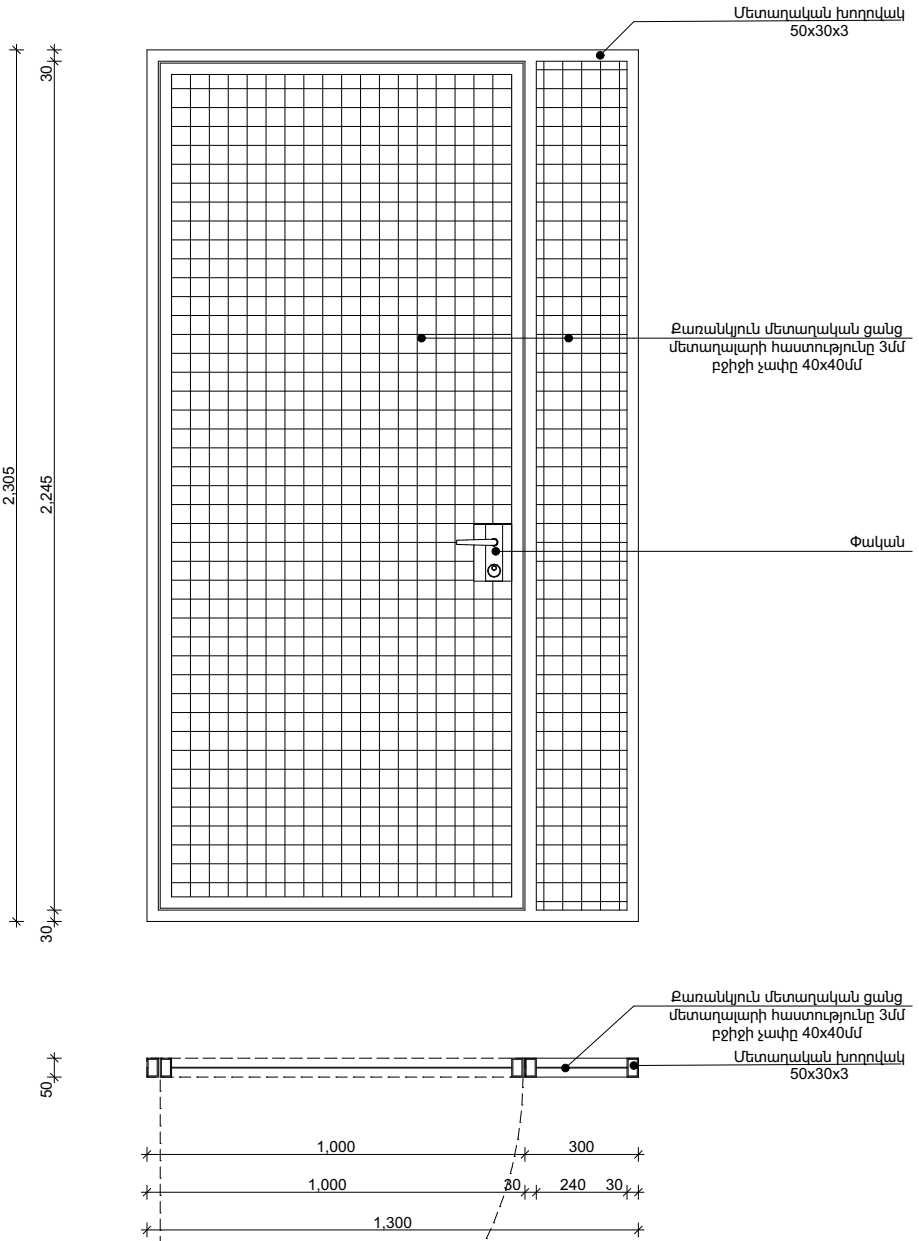 Մետաղական խողովակ
50x30x3
30
Քառանկյուն մետաղական ցանց
մետաղալարի հաստությունը 3մմ
բջիջի չափը 40x40մմ
2,305
2,245
Փական
30
Քառանկյուն մետաղական ցանց
մետաղալարի հաստությունը 3մմ
բջիջի չափը 40x40մմ
Մետաղական խողովակ
50x30x3
50
1,000
300
1,000
30
240
30
1,300